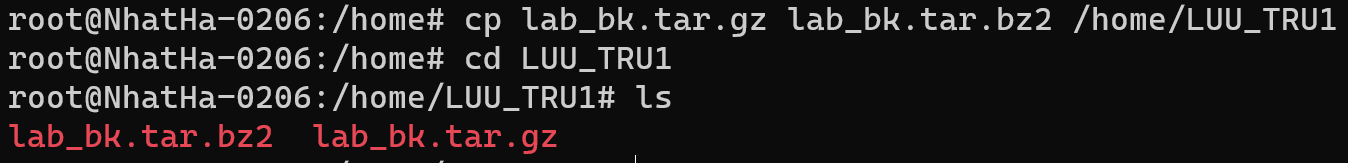 root@NhatHa-0206:/home# cp lab_bk.tar.gz lab_bk.tar.bz2 /home/LUU_TRU1
root@NhatHa-0206:/home# cd LUU_TRU1
root@NhatHa-0206:/home/LUU_TRU1# ls
lab_bk.tar.bz2  lab_bk.tar.gz